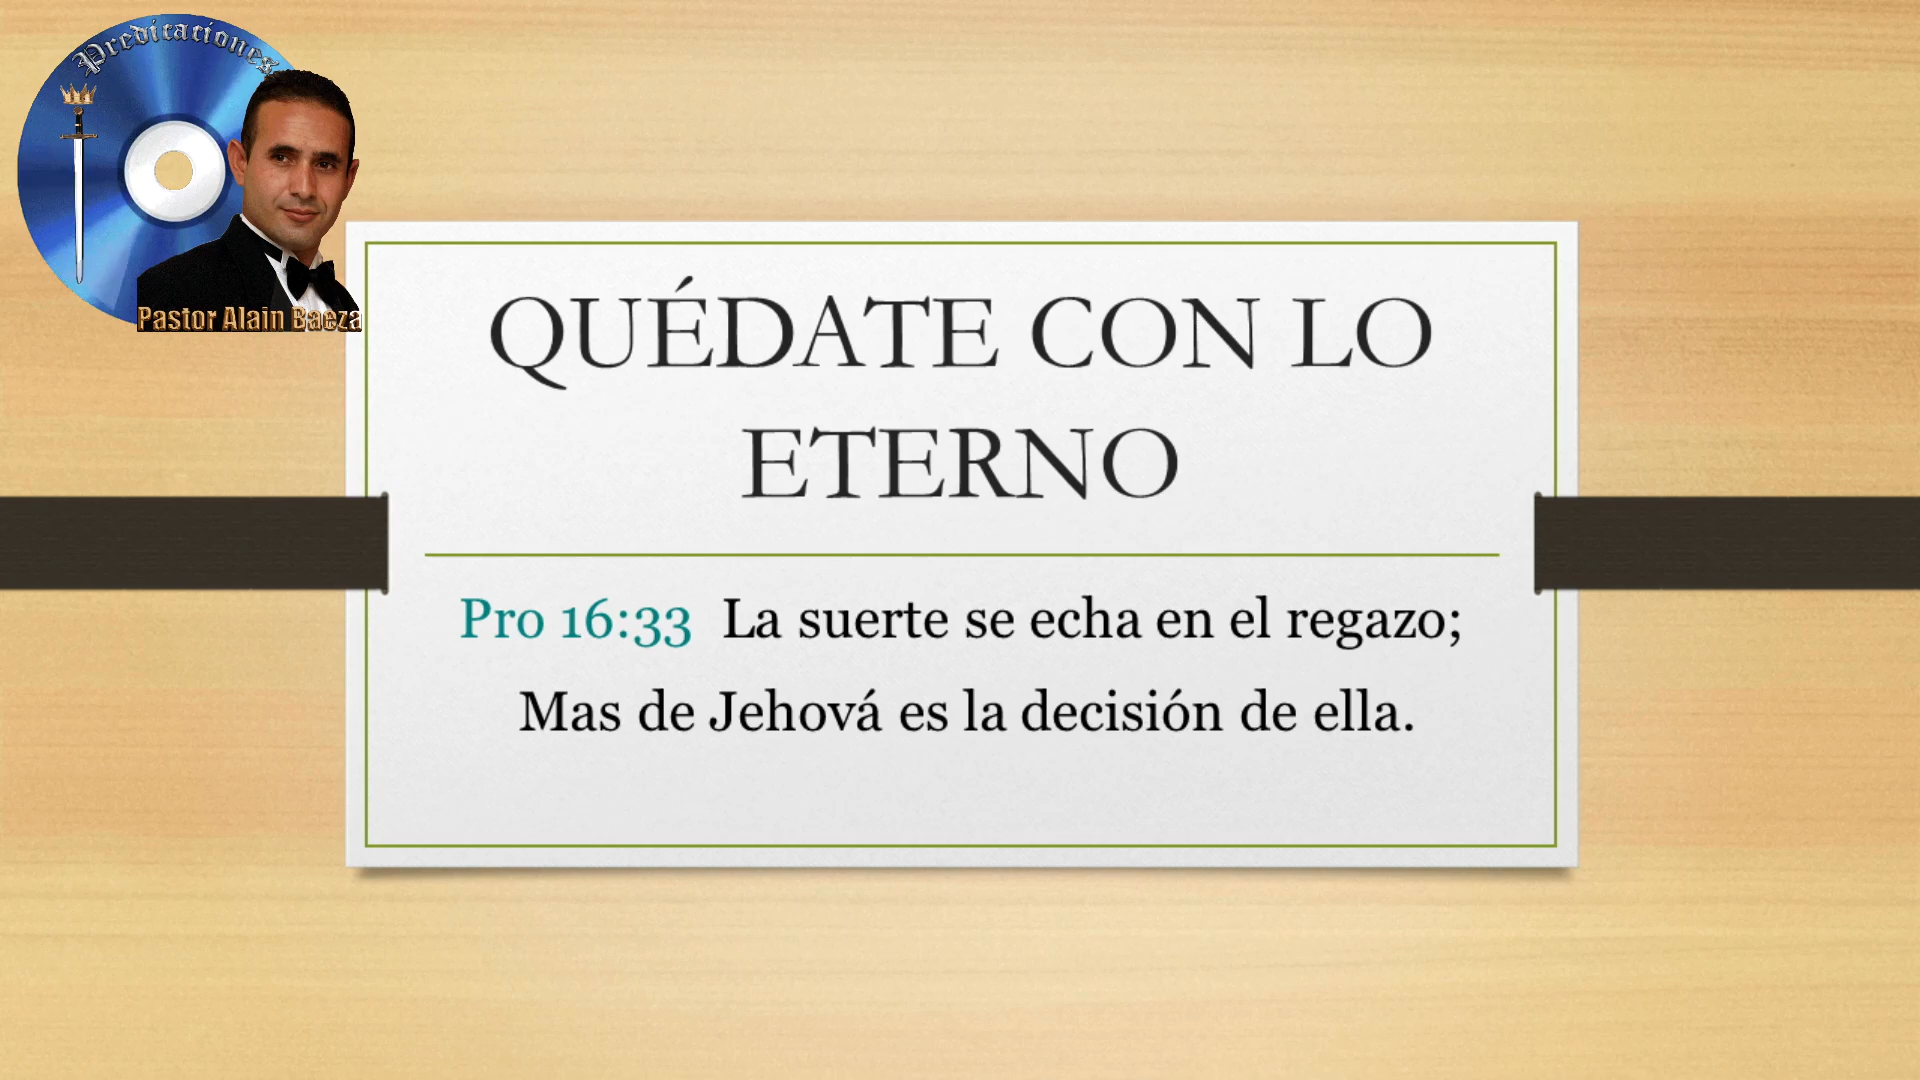 Predicaciones
Pastor Alain Baeza
QUÉDATE CON LO
ETERNO
Pro 16:33 La suerte se echa en el regazo;
Mas de Jehová es la decisión de ella.